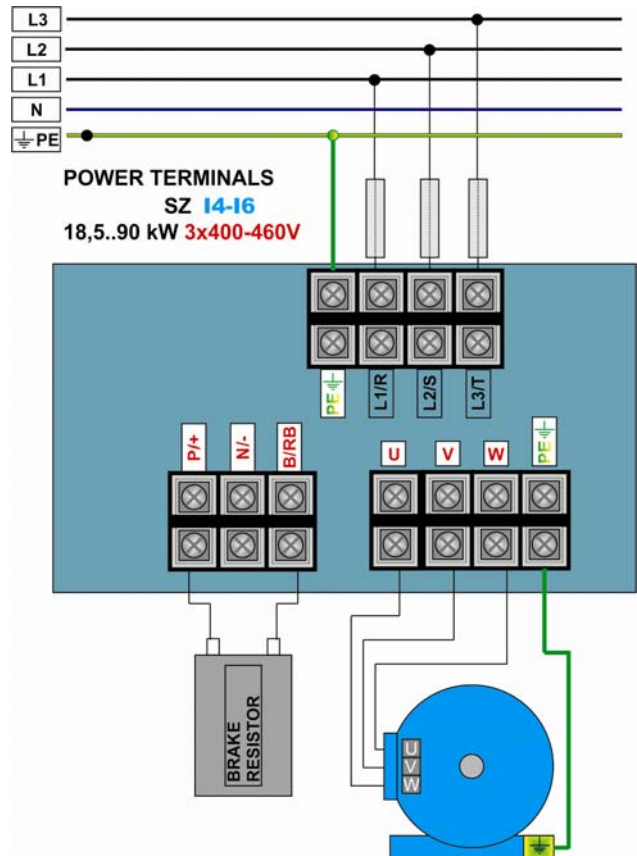 L3
L2
L1
N
⏚ PE
POWER TERMINALS
SZ I4-I6
18,5..90 kW 3x400-460V
PE ⏚
L1/R
L2/S
L3/T
P/+
N/-
B/RB
U
V
W
PE ⏚
BRAKE
RESISTOR
U
V
W